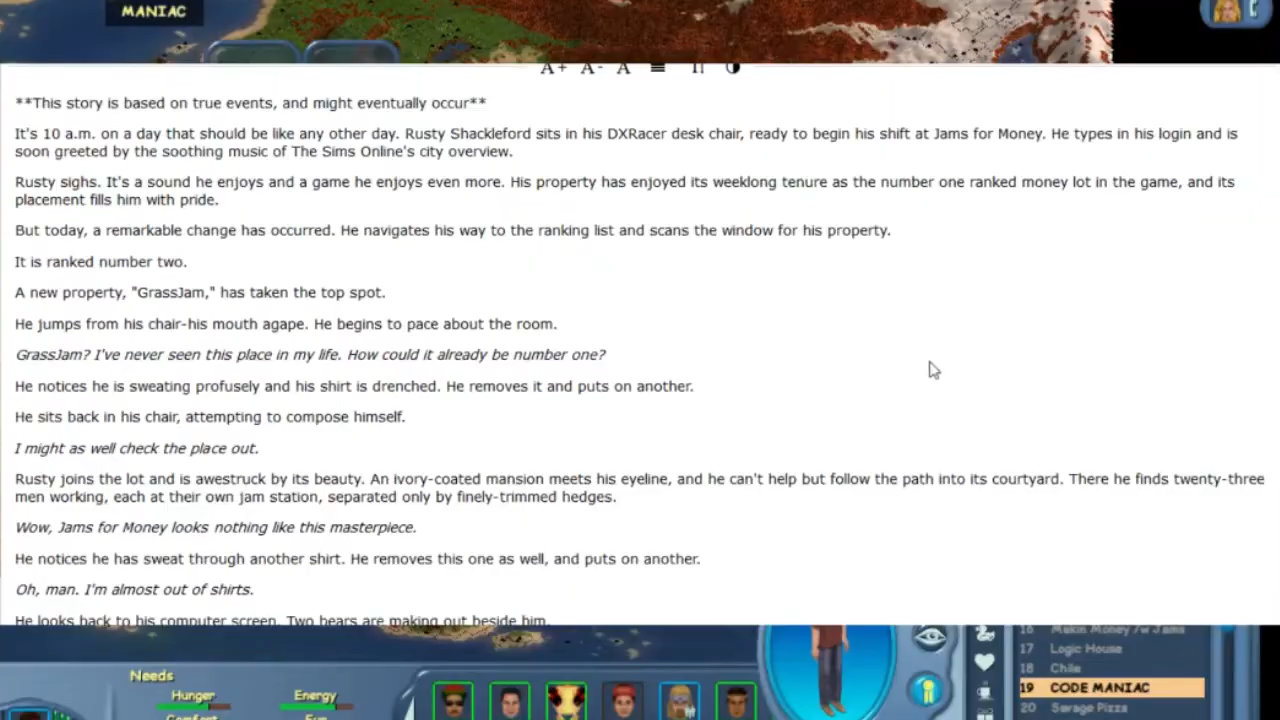 MANIAC
A+ A- A
**This story is based on true events, and might eventually occur**
It's 10 a.m. on a day that should be like any other day. Rusty Shackleford sits in his DXRacer desk chair, ready to begin his shift at Jams for Money. He types in his login and is
soon greeted by the soothing music of The Sims Online's city overview.
Rusty sighs. It's a sound he enjoys and a game he enjoys even more. His property has enjoyed its weeklong tenure as the number one ranked money lot in the game, and its
placement fills him with pride.
But today, a remarkable change has occurred. He navigates his way to the ranking list and scans the window for his property.
It is ranked number two.
A new property, "GrassJam," has taken the top spot.
He jumps from his chair-his mouth agape. He begins to pace about the room.
GrassJam? I've never seen this place in my life. How could it already be number one?
He notices he is sweating profusely and his shirt is drenched. He removes it and puts on another.
He sits back in his chair, attempting to compose himself.
I might as well check the place out.
Rusty joins the lot and is awestruck by its beauty. An ivory-coated mansion meets his eyeline, and he can't help but follow the path into its courtyard. There he finds twenty-three
men working, each at their own jam station, separated only by finely-trimmed hedges.
Wow, Jams for Money looks nothing like this masterpiece.
He notices he has sweat through another shirt. He removes this one as well, and puts on another.
Oh, man. I'm almost out of shirts.
He looks back to his computer screen. Two bears are making out beside him.
Needs
Hunger Energy
Comfort Fun
16 Makin Money /w Jams
17 Logic House
18 Chile
19 CODE MANIAC
20 Savage Pizza